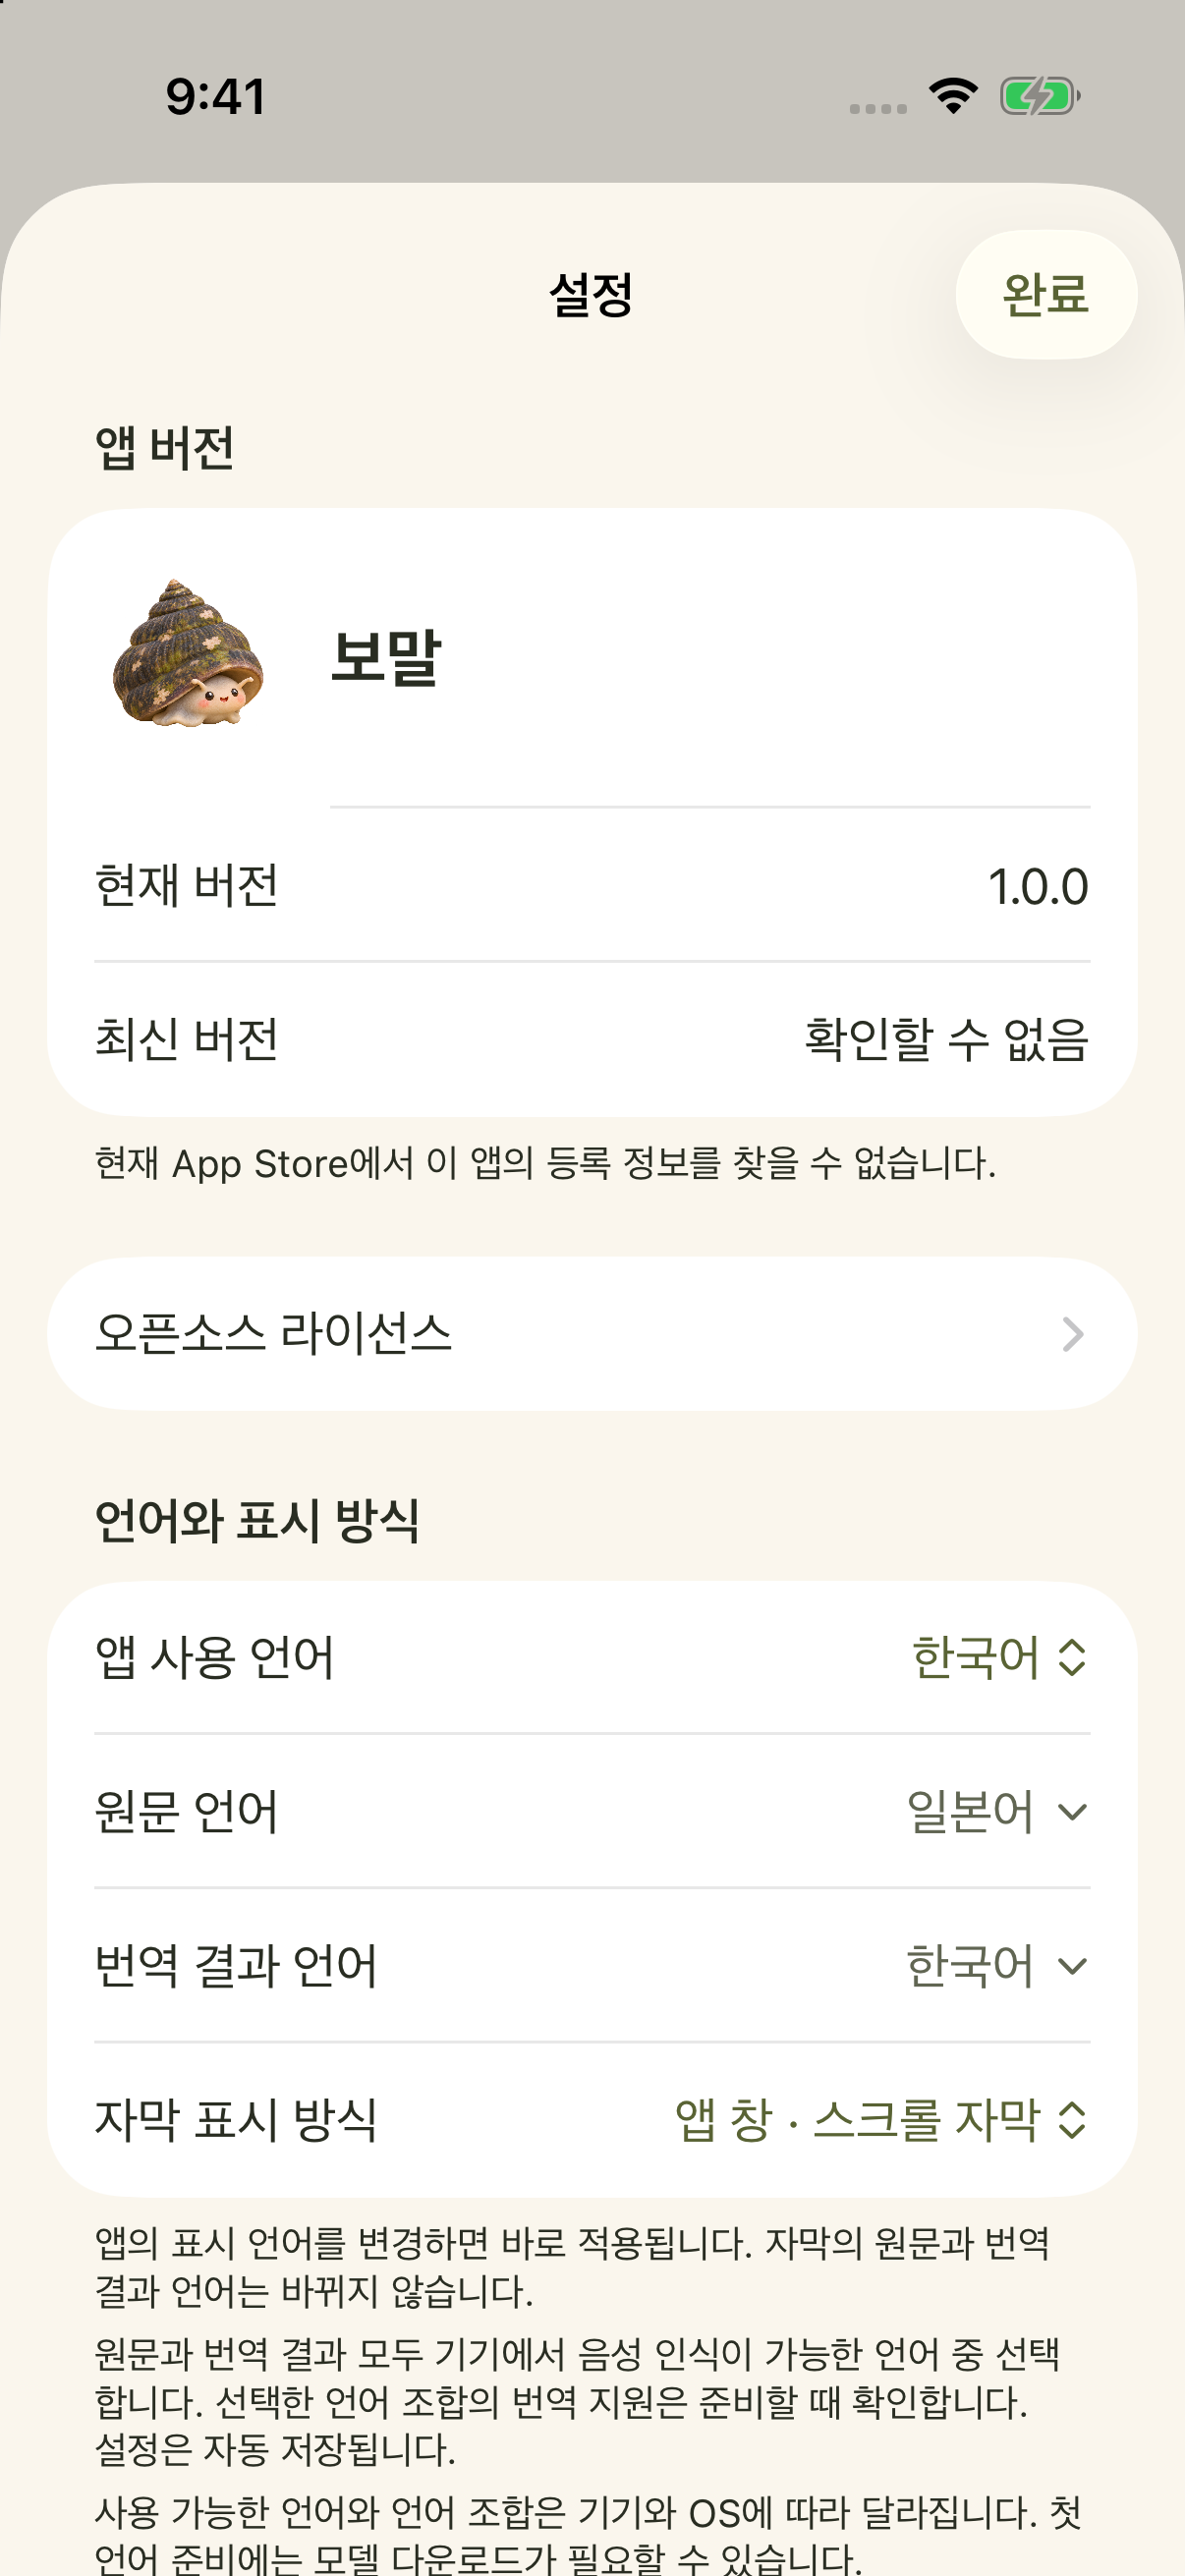 9:41
설정
완료
앱 버전
보말
현재 버전 1.0.0
최신 버전 확인할 수 없음
현재 App Store에서 이 앱의 등록 정보를 찾을 수 없습니다.
오픈소스 라이선스
언어와 표시 방식
앱 사용 언어 한국어
원문 언어 일본어
번역 결과 언어 한국어
자막 표시 방식 앱 창 · 스크롤 자막
앱의 표시 언어를 변경하면 바로 적용됩니다. 자막의 원문과 번역
결과 언어는 바뀌지 않습니다.
원문과 번역 결과 모두 기기에서 음성 인식이 가능한 언어 중 선택
합니다. 선택한 언어 조합의 번역 지원은 준비할 때 확인합니다.
설정은 자동 저장됩니다.
사용 가능한 언어와 언어 조합은 기기와 OS에 따라 달라집니다. 첫
언어 준비에는 모델 다운로드가 필요할 수 있습니다.